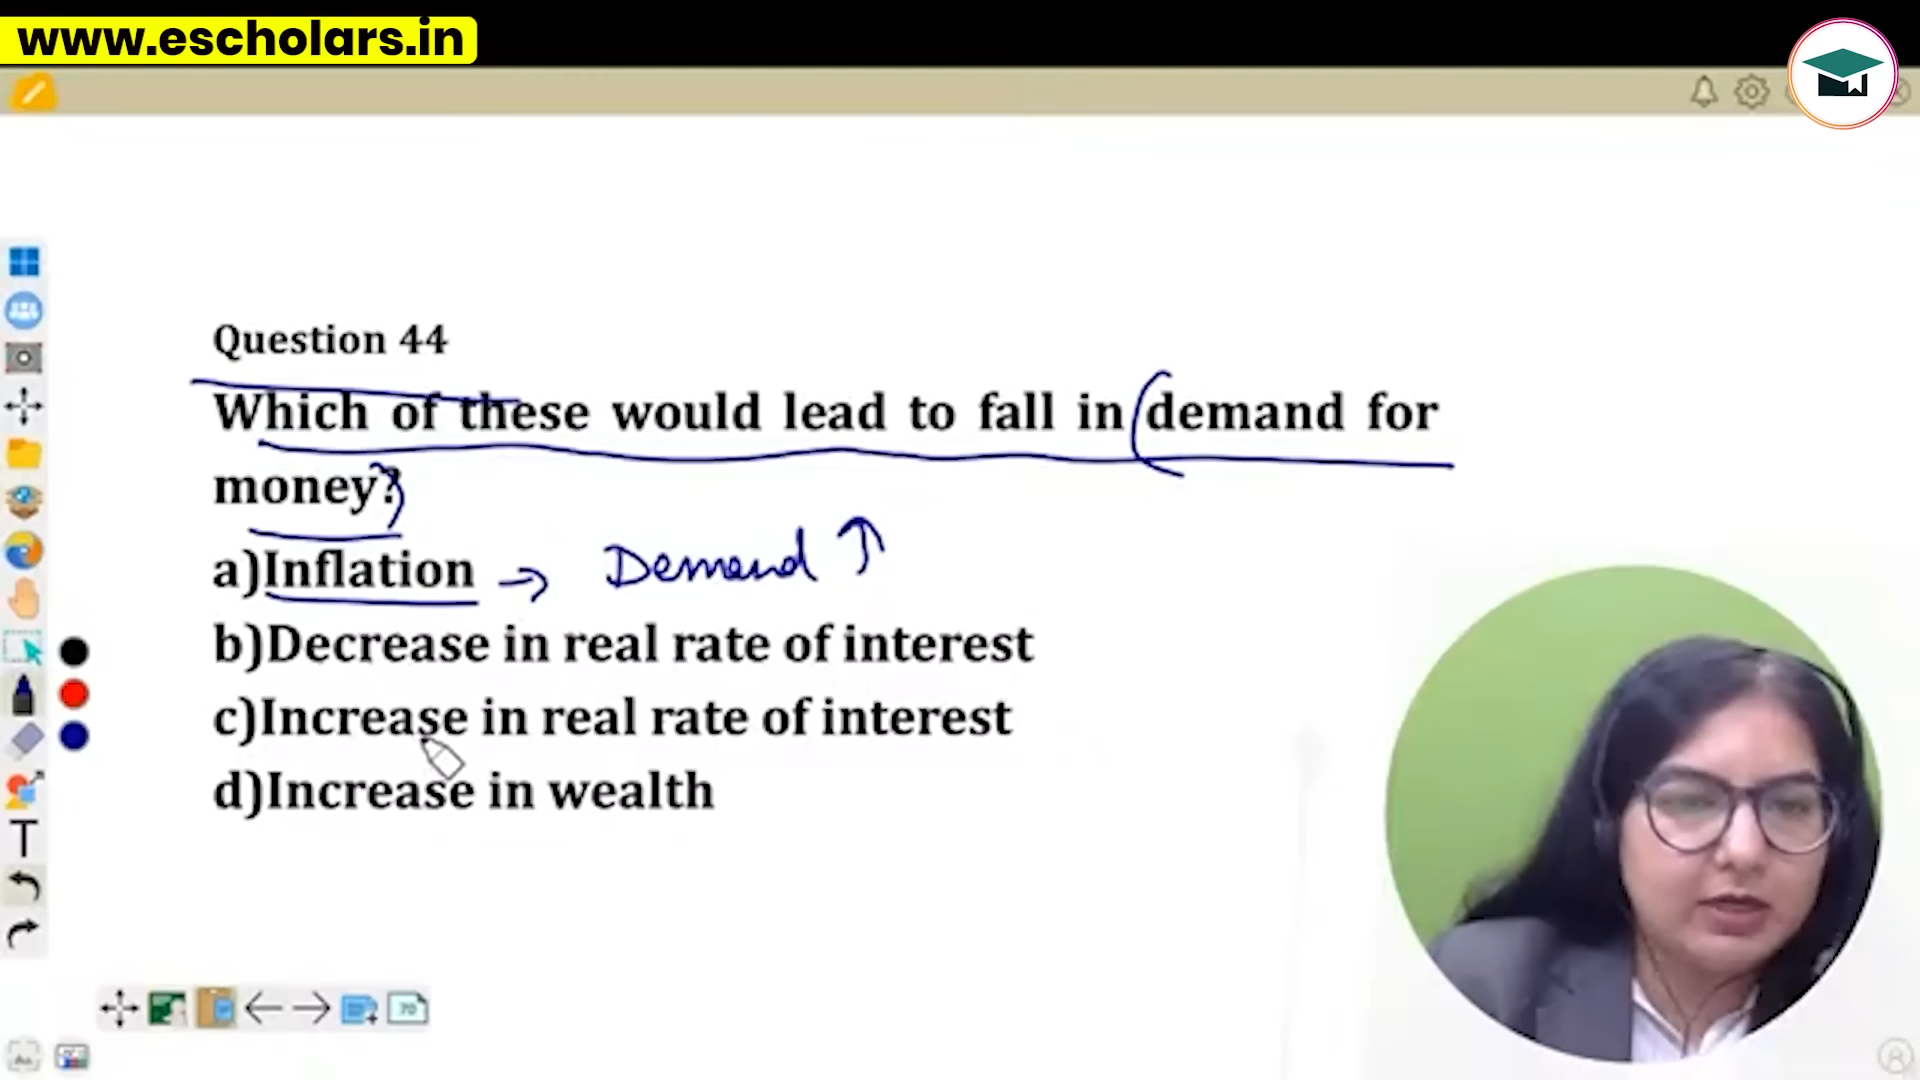 www.escholars.in
Question 44
Which of these would lead to fall in demand for
money?
a)Inflation → Demand ↑
b)Decrease in real rate of interest
c)Increase in real rate of interest
d)Increase in wealth
T
70